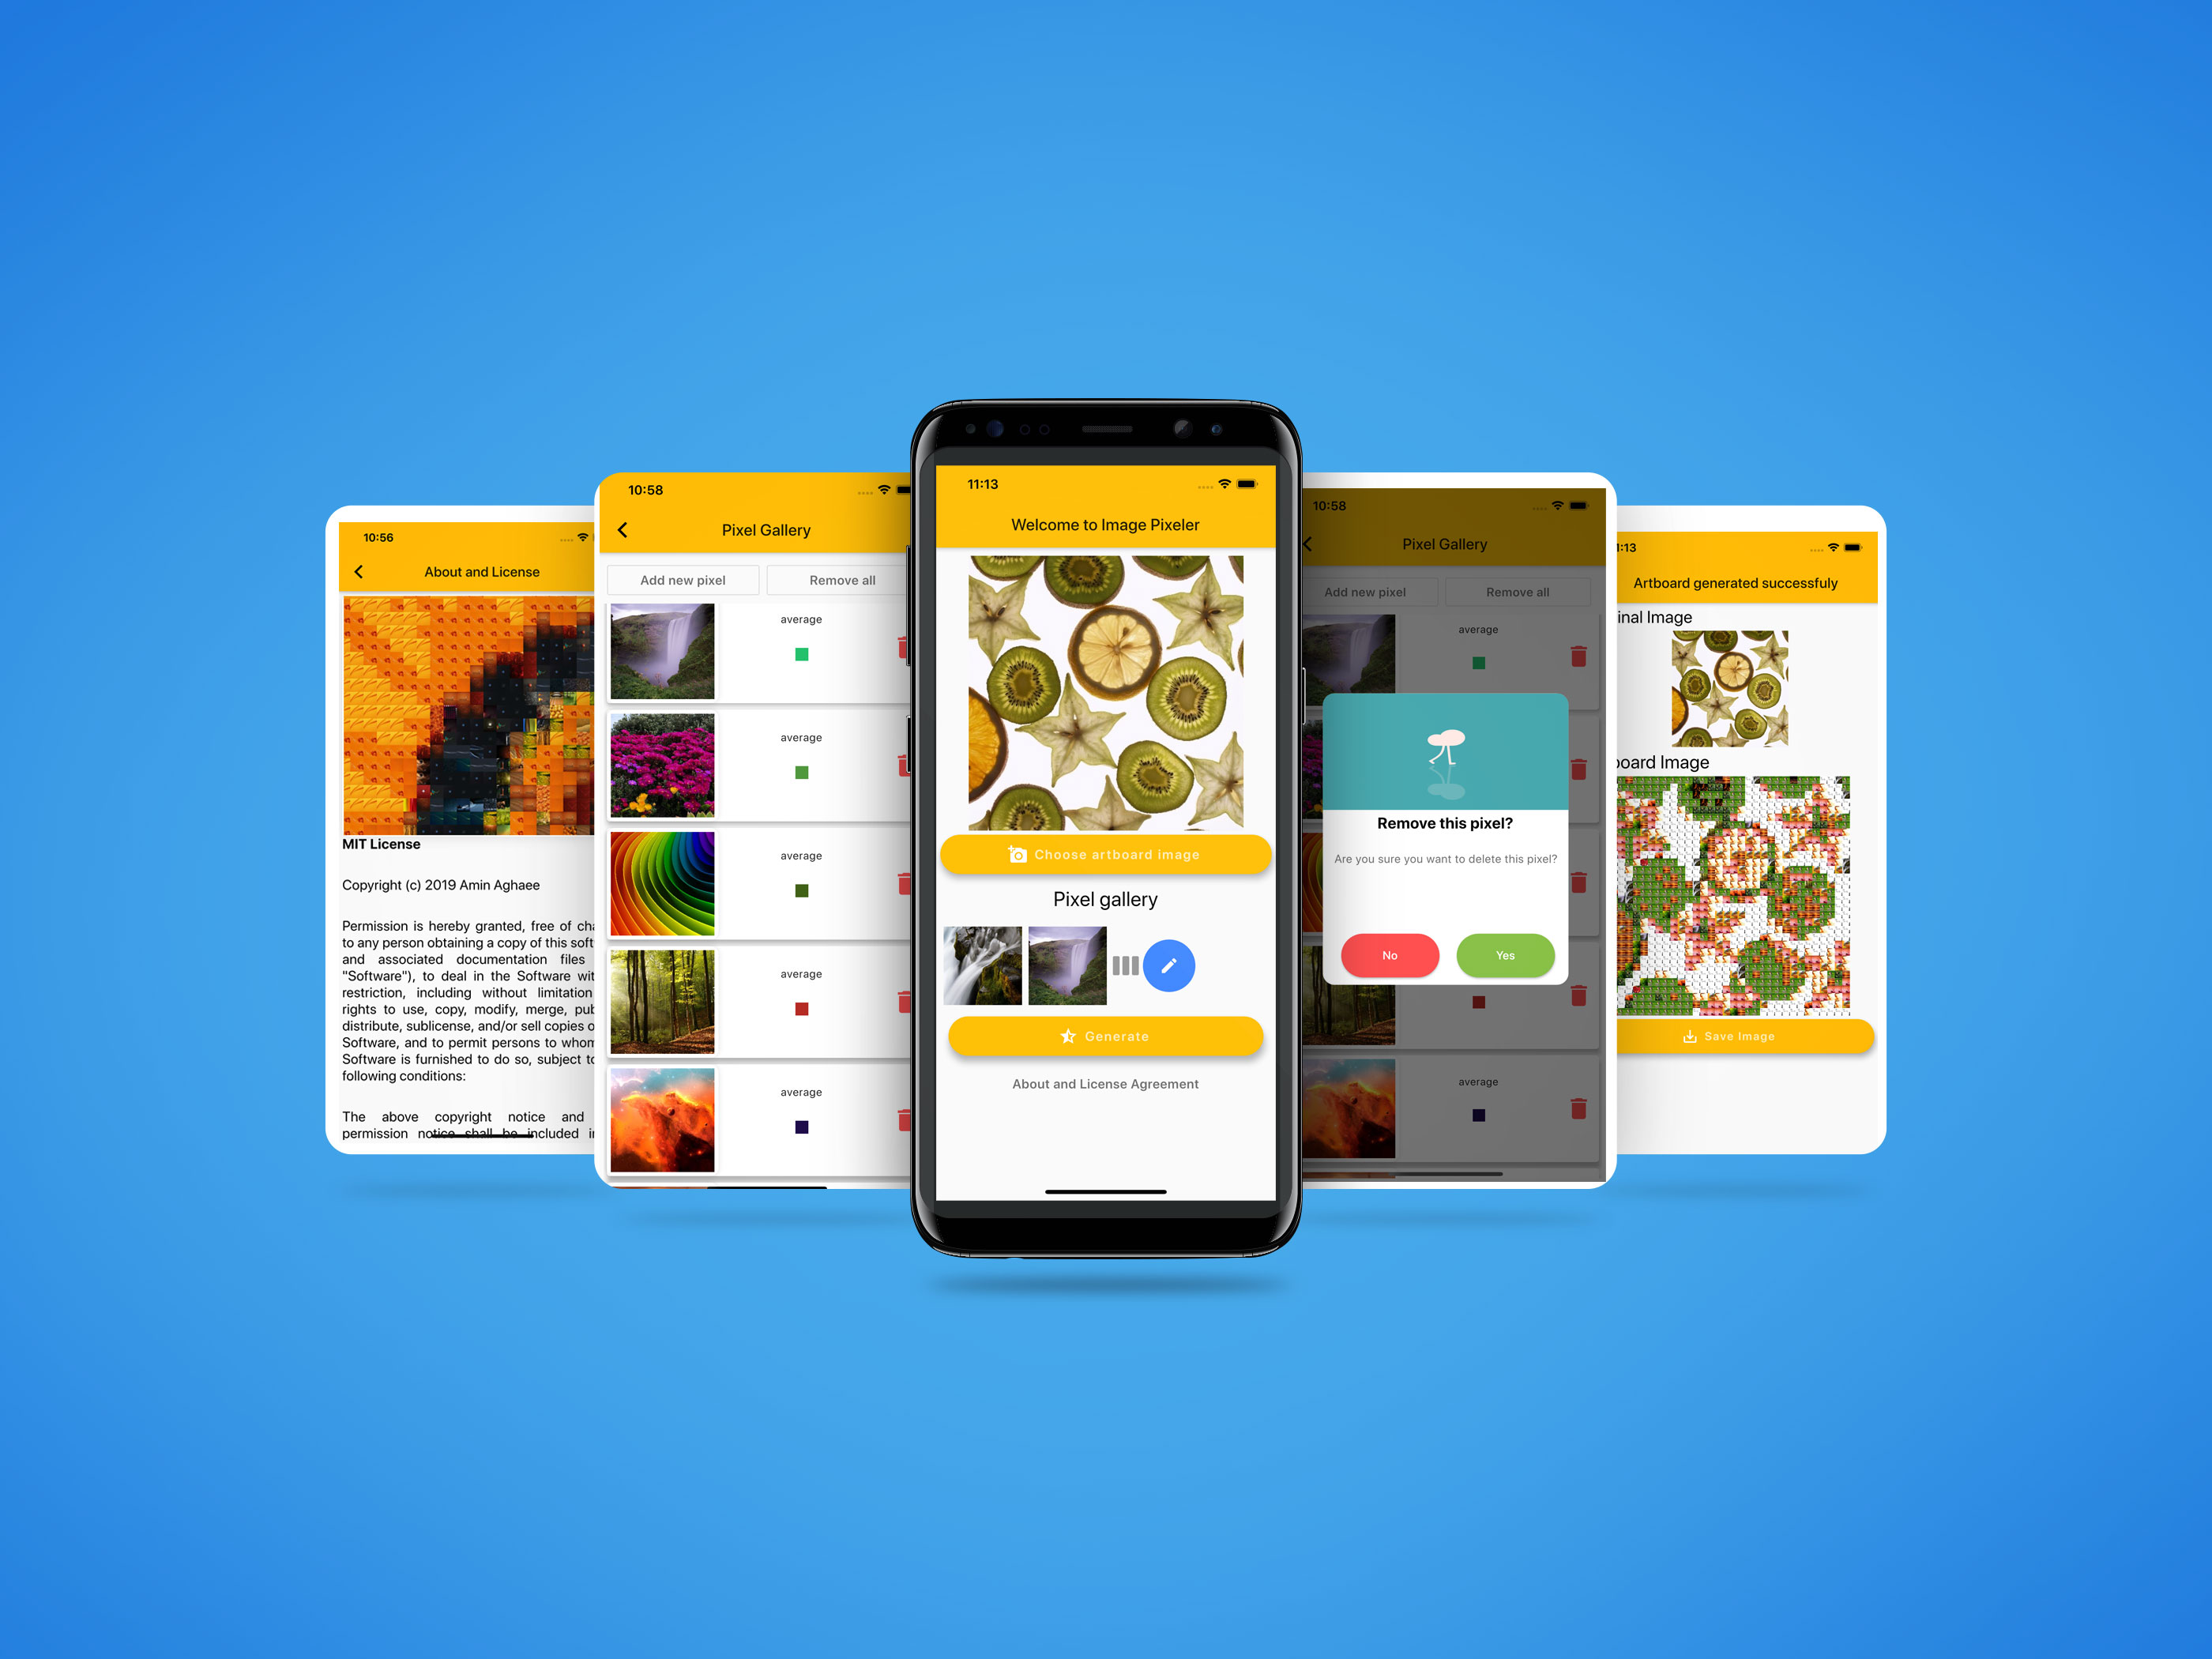 10:56
About and License
MIT License
Copyright (c) 2019 Amin Aghaee
Permission is hereby granted, free of
to any person obtaining a copy of this
and associated documentation files
"Software"), to deal in the Software
restriction, including without limitation
rights to use, copy, modify, merge,
distribute, sublicense, and/or sell copies
Software, and to permit persons to
Software is furnished to do so, subject
following conditions:
The above copyright notice and
permission notice shall be included
10:58
Pixel Gallery
Add new pixel
Remove all
average
average
average
average
average
11:13
Welcome to Image Pixeler
Choose artboard image
Pixel gallery
Generate
About and License Agreement
10:58
Pixel Gallery
Add new pixel
Remove all
average
Remove this pixel?
Are you sure you want to delete this pixel?
No
Yes
average
:13
Artboard generated successfuly
inal Image
board Image
Save Image